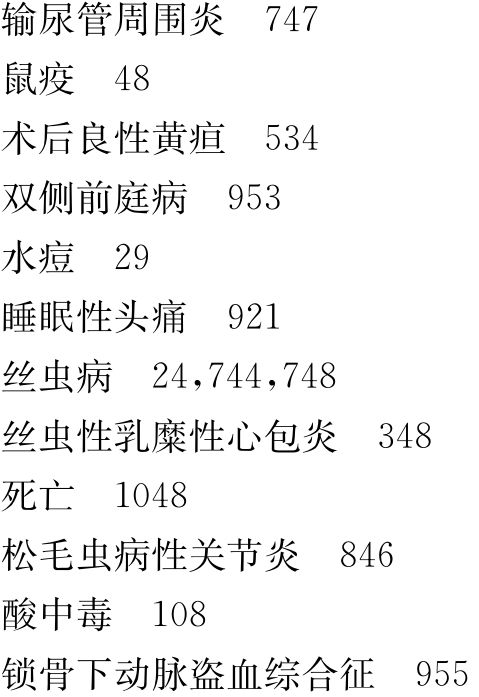 输尿管周围炎 747
鼠疫 48
术后良性黄疸 534
双侧前庭病 953
水痘 29
睡眠性头痛 921
丝虫病 24,744,748
丝虫性乳糜性心包炎 348
死亡 1048
松毛虫病性关节炎 846
酸中毒 108
锁骨下动脉盗血综合征 955